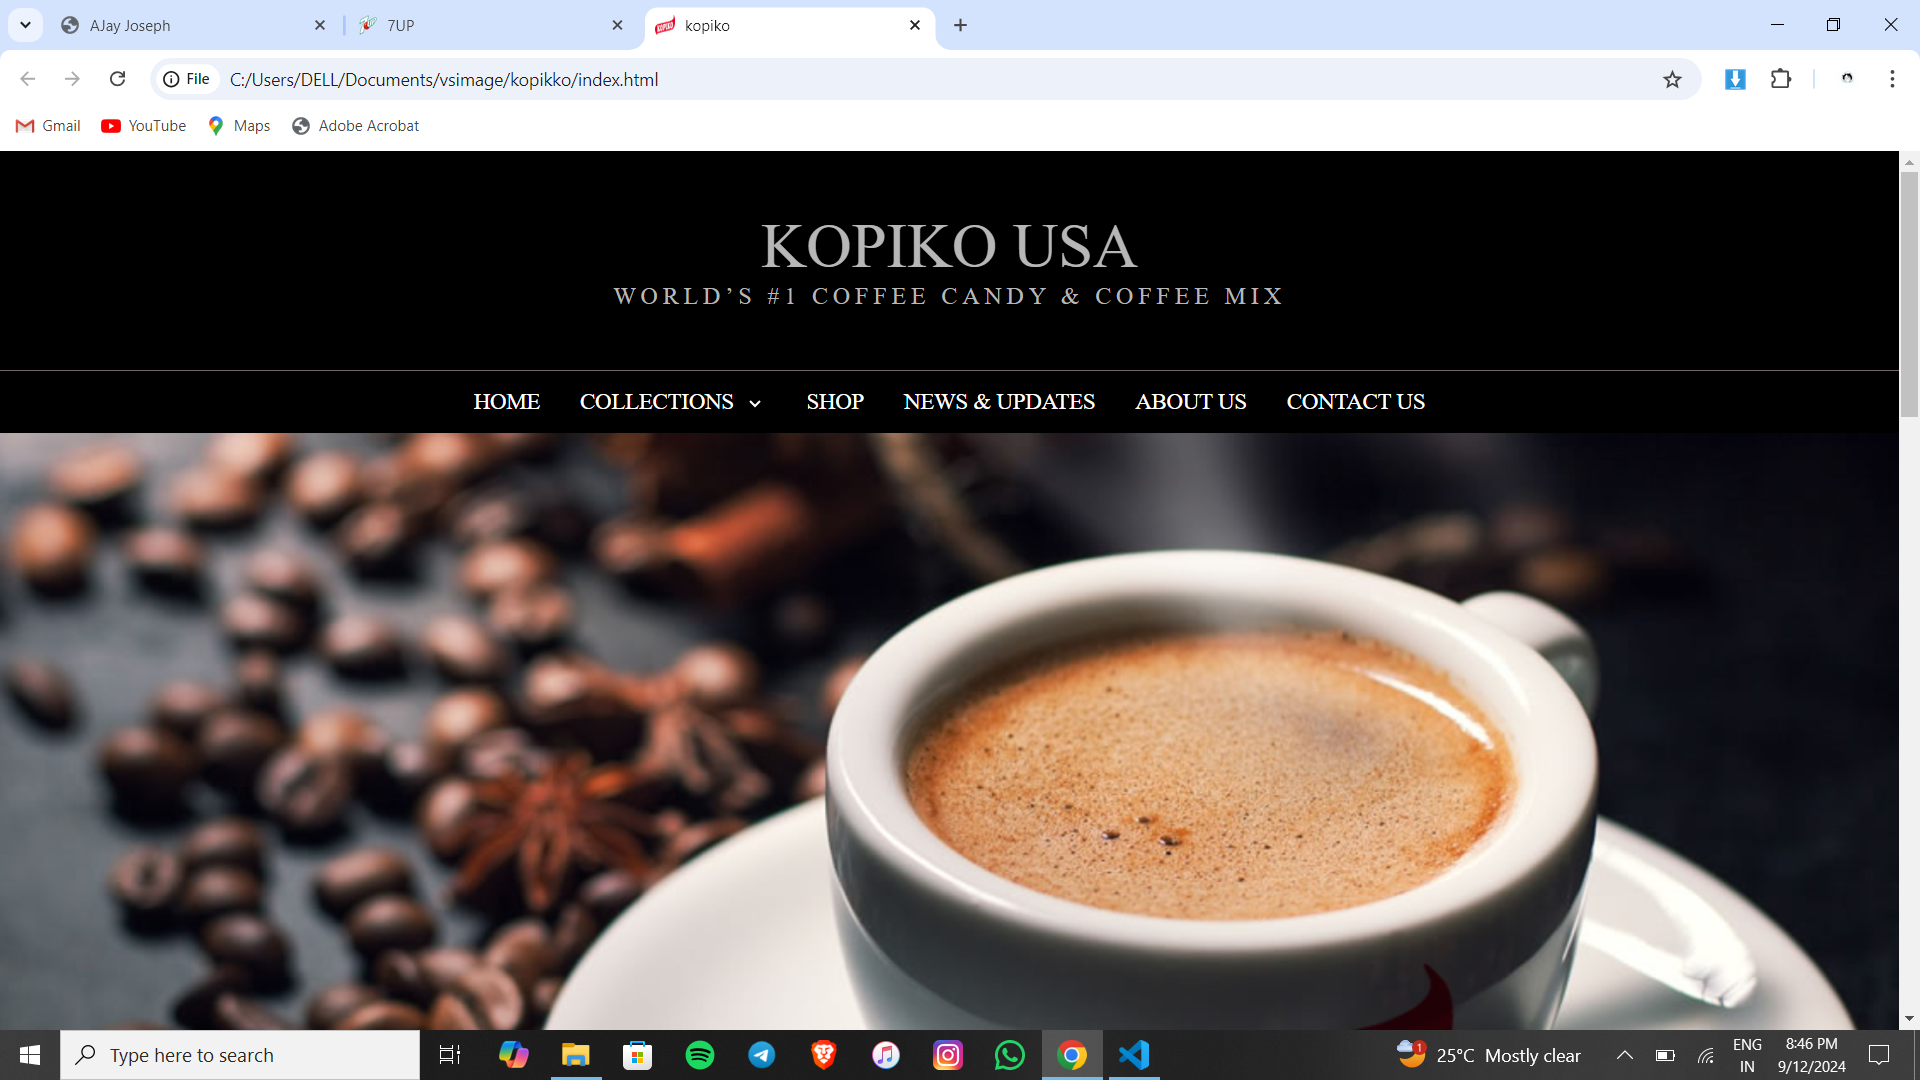 AJay Joseph
7UP
kopiko
File
C:/Users/DELL/Documents/vsimage/kopikko/index.html
Gmail
YouTube
Maps
Adobe Acrobat
KOPIKO USA
WORLD’S #1 COFFEE CANDY & COFFEE MIX
HOME
COLLECTIONS
SHOP
NEWS & UPDATES
ABOUT US
CONTACT US
Type here to search
1
25°C Mostly clear
ENG
IN
8:46 PM
9/12/2024